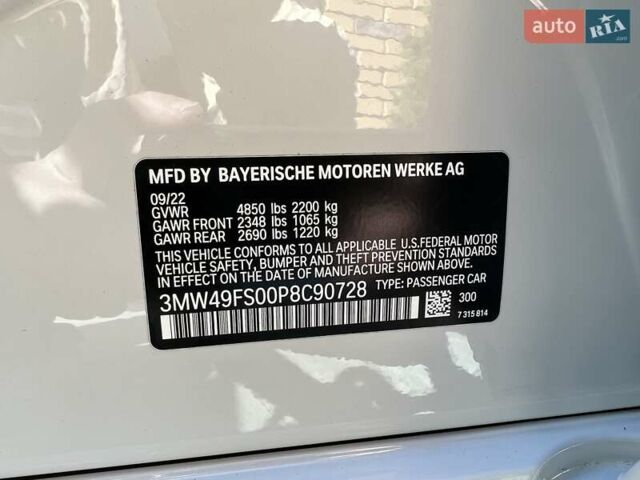 auto RIA
.com
MFD BY BAYERISCHE MOTOREN WERKE AG
09/22
GVWR 4850 lbs 2200 kg
GAWR FRONT 2348 lbs 1065 kg
GAWR REAR 2690 lbs 1220 kg
THIS VEHICLE CONFORMS TO ALL APPLICABLE U.S.FEDERAL MOTOR
VEHICLE SAFETY, BUMPER AND THEFT PREVENTION STANDARDS IN
EFFECT ON THE DATE OF MANUFACTURE SHOWN ABOVE.
3MW49FS00P8C90728 TYPE: PASSENGER CAR
300
7 315 814